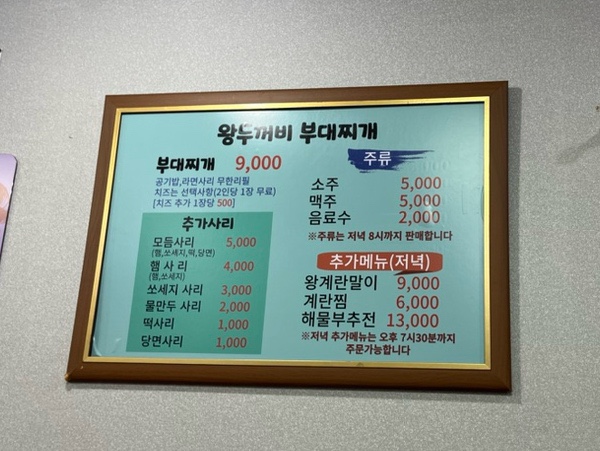 왕두꺼비 부대찌개
부대찌개 9,000
공기밥,라면사리 무한리필
치즈는 선택사항(2인당 1장 무료)
[치즈 추가 1장당 500]
추가사리
모듬사리 5,000
(햄,쏘세지,떡,당면)
햄 사 리 4,000
(햄,쏘세지)
쏘세지 사리 3,000
물만두 사리 2,000
떡사리 1,000
당면사리 1,000
주류
소주 5,000
맥주 5,000
음료수 2,000
※주류는 저녁 8시까지 판매합니다
추가메뉴(저녁)
왕계란말이 9,000
계란찜 6,000
해물부추전 13,000
※저녁 추가메뉴는 오후 7시30분까지
주문가능합니다